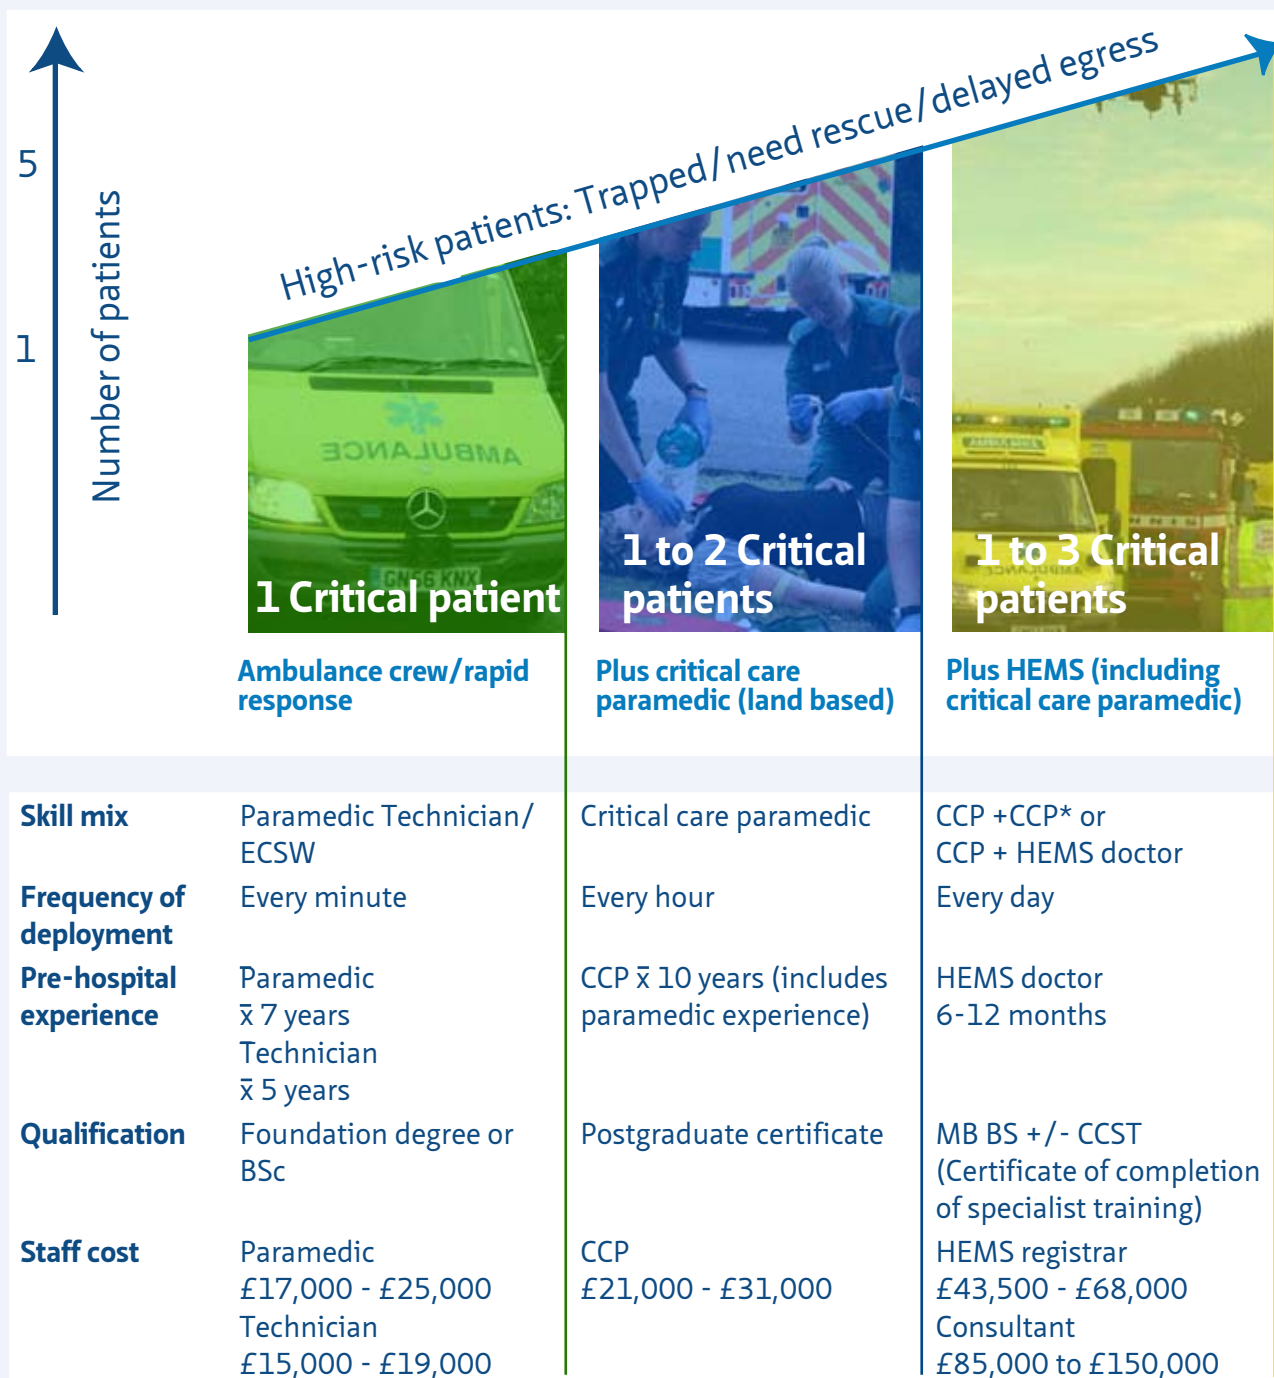 5
1
Number of patients
High-risk patients: Trapped/need rescue/delayed egress
AMBULANCE
GN56 KNX
1 Critical patient
1 to 2 Critical
patients
1 to 3 Critical
patients
Ambulance crew/rapid
response
Plus critical care
paramedic (land based)
Plus HEMS (including
critical care paramedic)
Skill mix
Paramedic Technician/
ECSW
Critical care paramedic
CCP +CCP* or
CCP + HEMS doctor
Frequency of
deployment
Every minute
Every hour
Every day
Pre-hospital
experience
Paramedic
x̄ 7 years
Technician
x̄ 5 years
CCP x̄ 10 years (includes
paramedic experience)
HEMS doctor
6-12 months
Qualification
Foundation degree or
BSc
Postgraduate certificate
MB BS +/- CCST
(Certificate of completion
of specialist training)
Staff cost
Paramedic
£17,000 - £25,000
Technician
£15,000 - £19,000
CCP
£21,000 - £31,000
HEMS registrar
£43,500 - £68,000
Consultant
£85,000 to £150,000